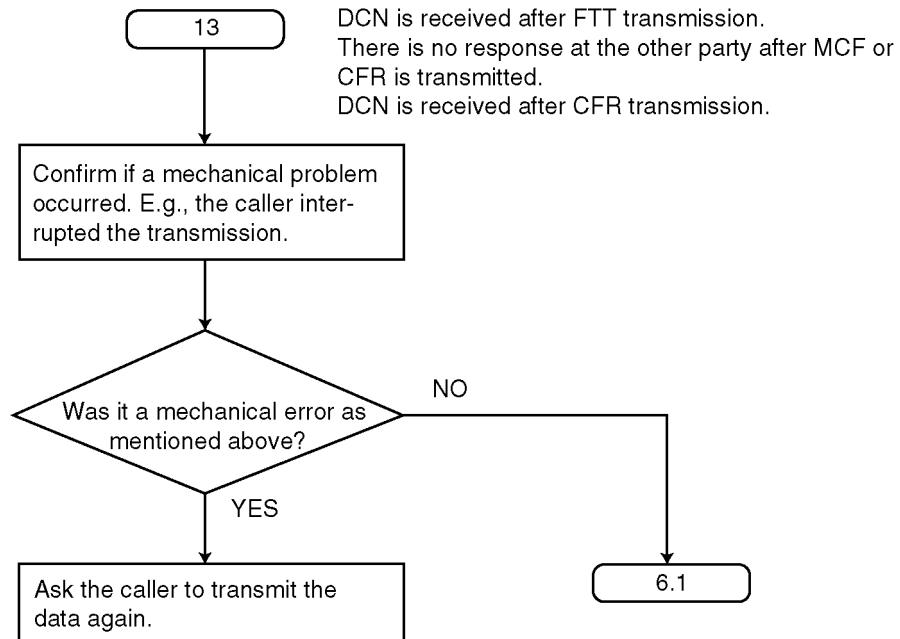 13
DCN is received after FTT transmission.
There is no response at the other party after MCF or
CFR is transmitted.
DCN is received after CFR transmission.
Confirm if a mechanical problem
occurred. E.g., the caller inter-
rupted the transmission.
Was it a mechanical error as
mentioned above?
NO
YES
Ask the caller to transmit the
data again.
6.1